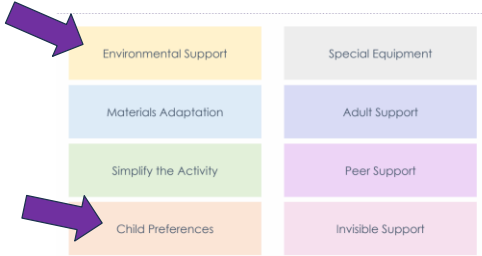 Environmental Support
Special Equipment
Materials Adaptation
Adult Support
Simplify the Activity
Peer Support
Child Preferences
Invisible Support